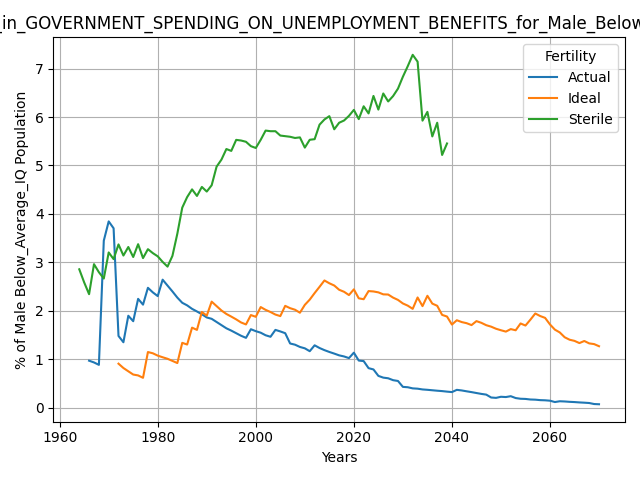 _in_GOVERNMENT_SPENDING_ON_UNEMPLOYMENT_BENEFITS_for_Male_Below
Fertility
Actual
Ideal
Sterile
% of Male Below_Average_IQ Population
7
6
5
4
3
2
1
0
1960 1980 2000 2020 2040 2060
Years